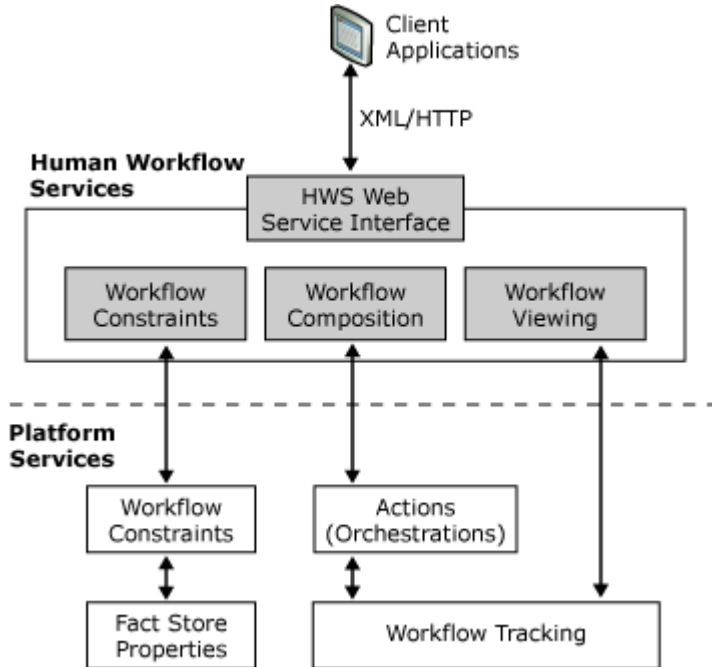 Client
Applications
XML/HTTP
Human Workflow
Services
HWS Web
Service Interface
Workflow
Constraints
Workflow
Composition
Workflow
Viewing
Platform
Services
Workflow
Constraints
Actions
(Orchestrations)
Fact Store
Properties
Workflow Tracking